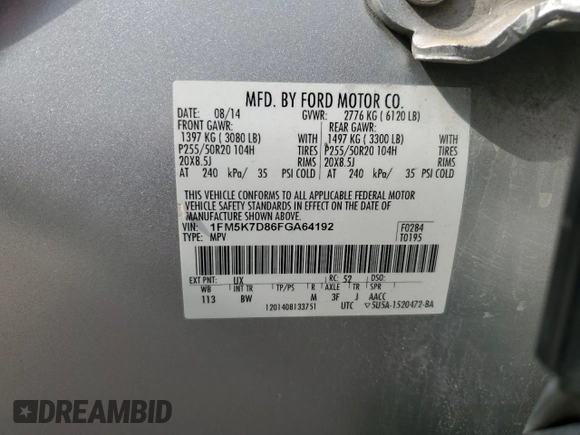 MFD. BY FORD MOTOR CO.
DATE: 08/14 GVWR: 2776 KG ( 6120 LB)
FRONT GAWR: REAR GAWR:
1397 KG ( 3080 LB) WITH 1497 KG ( 3300 LB) WITH
P255/50R20 104H TIRES P255/50R20 104H TIRES
20X8.5J RIMS 20X8.5J RIMS
AT 240 kPa/ 35 PSI COLD AT 240 kPa/ 35 PSI COLD
THIS VEHICLE CONFORMS TO ALL APPLICABLE FEDERAL MOTOR
VEHICLE SAFETY STANDARDS IN EFFECT ON THE DATE OF
MANUFACTURE SHOWN ABOVE.
VIN: 1FM5K7D86FGA64192 F0284
TYPE: MPV T0195
EXT PNT: UX RC: 52 DSO:
WB INT TR TP/PS R AXLE TR SPR
113 BW M 3F J AACC
1201408133751 UTC 5U5A-1520472-BA
DREAMBID